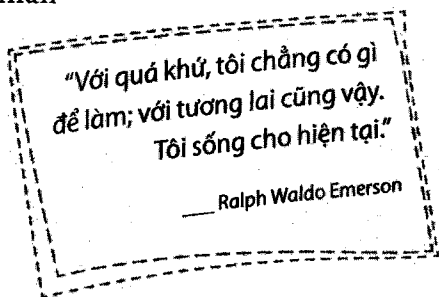 "Với quá khứ, tôi chẳng có gì
để làm; với tương lai cũng vậy.
Tôi sống cho hiện tại."
___ Ralph Waldo Emerson